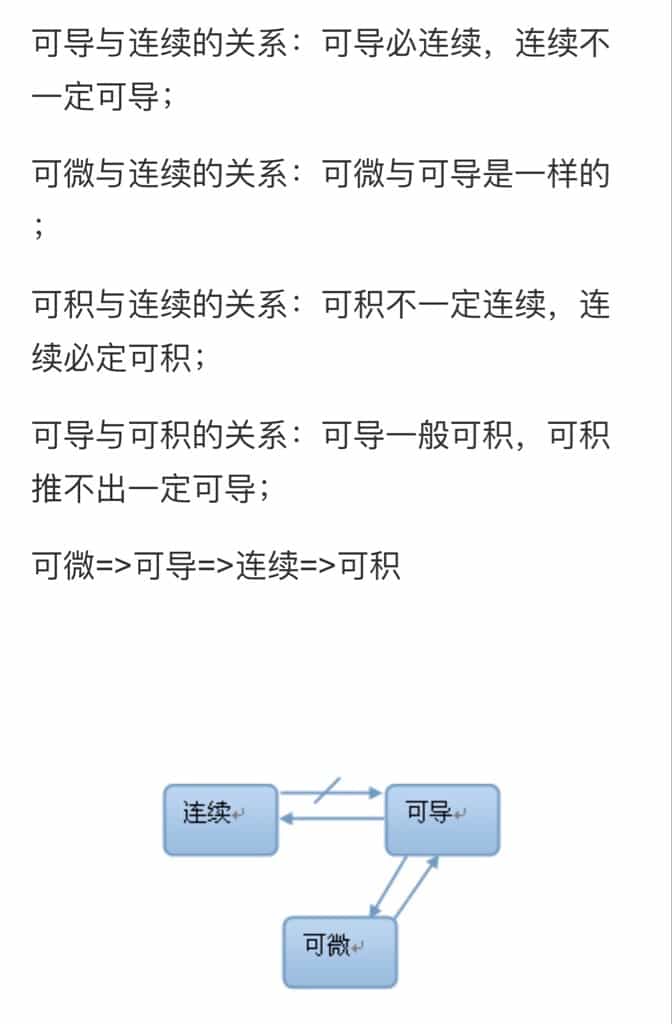 可导与连续的关系：可导必连续，连续不
一定可导；
可微与连续的关系：可微与可导是一样的
；
可积与连续的关系：可积不一定连续，连
续必定可积；
可导与可积的关系：可导一般可积，可积
推不出一定可导；
可微=>可导=>连续=>可积
连续↵
可导↵
可微↵